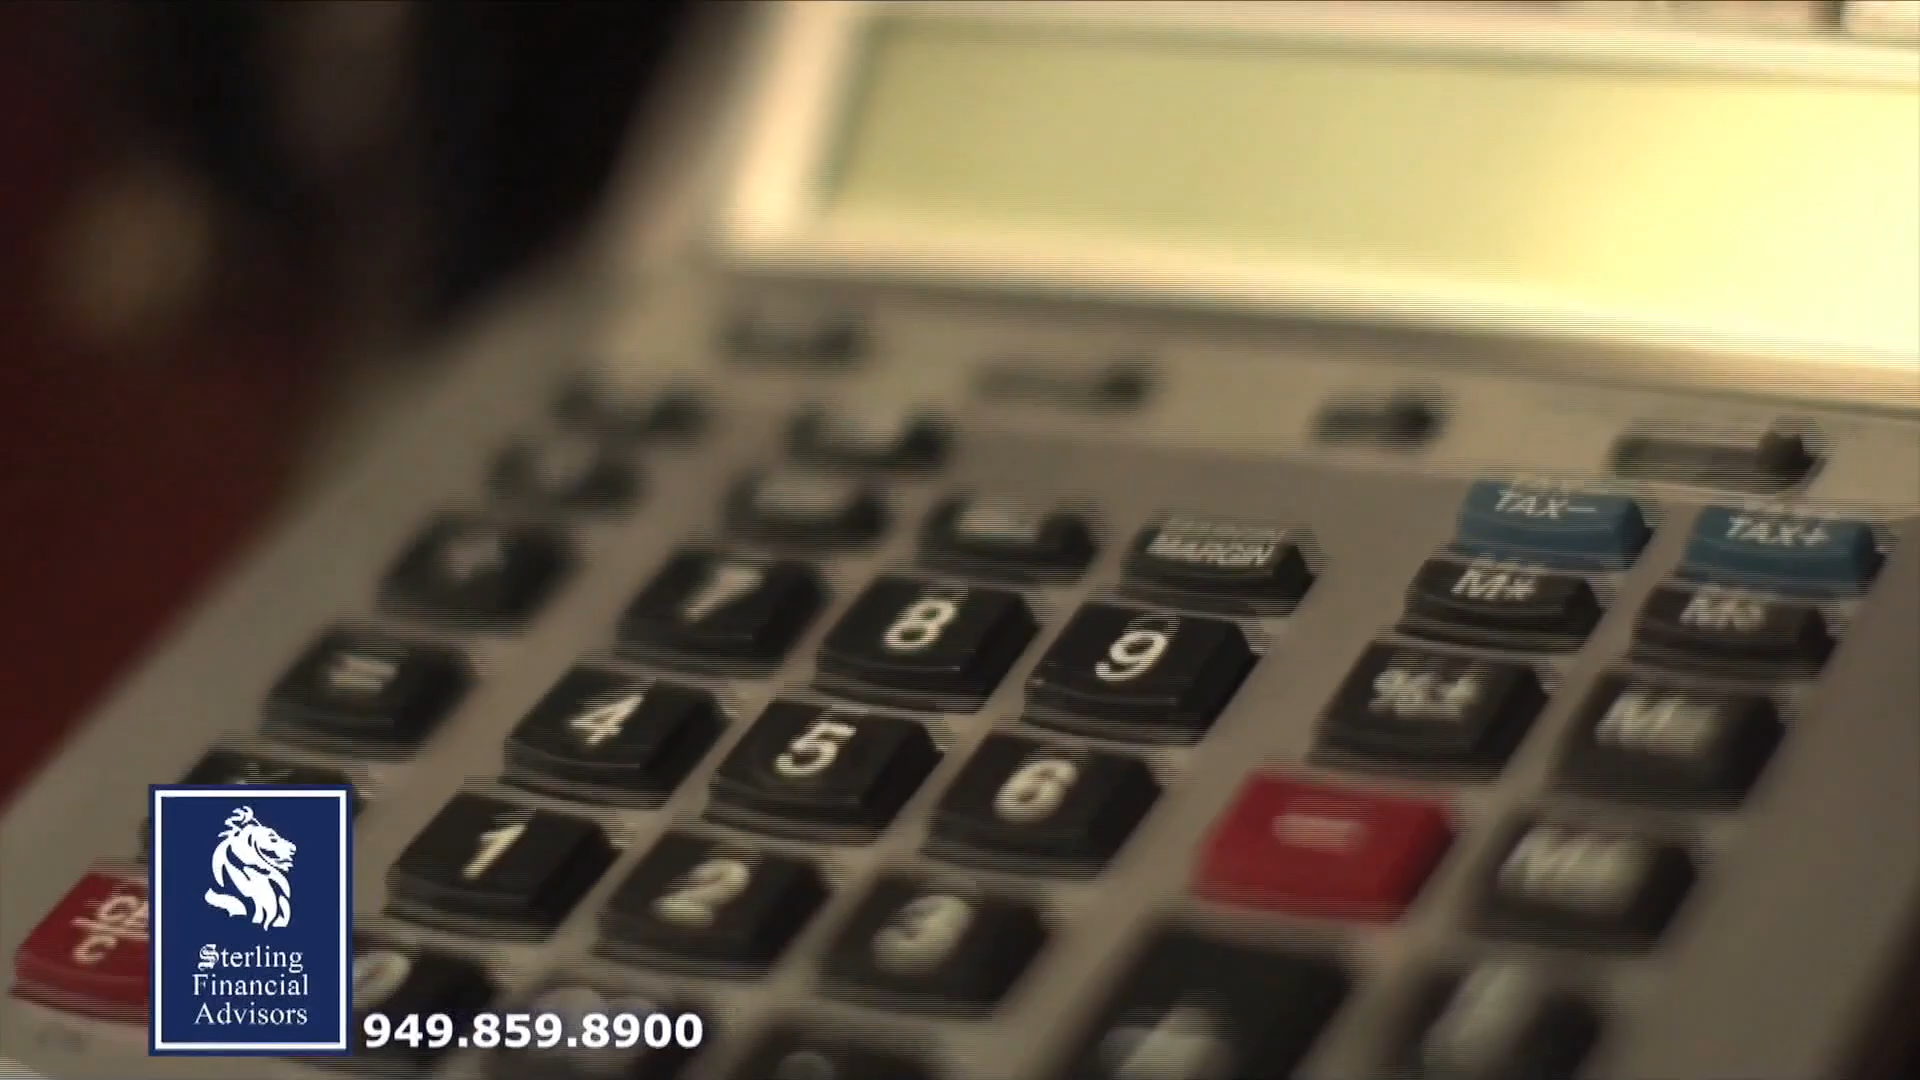 TAX−
TAX+
MARGIN
7
8
9
%±
4
5
6
1
2
3
Sterling
Financial
Advisors
949.859.8900